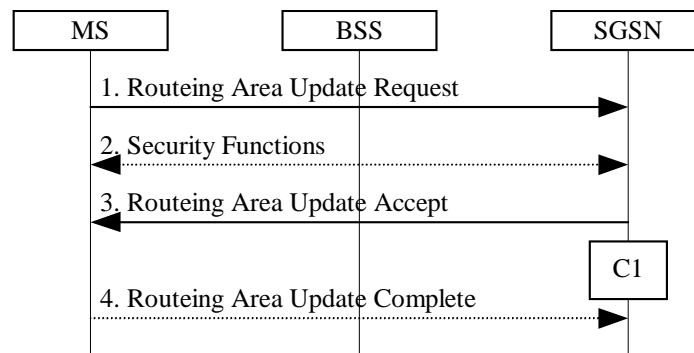 MS
BSS
SGSN
1. Routeing Area Update Request
2. Security Functions
3. Routeing Area Update Accept
C1
4. Routeing Area Update Complete